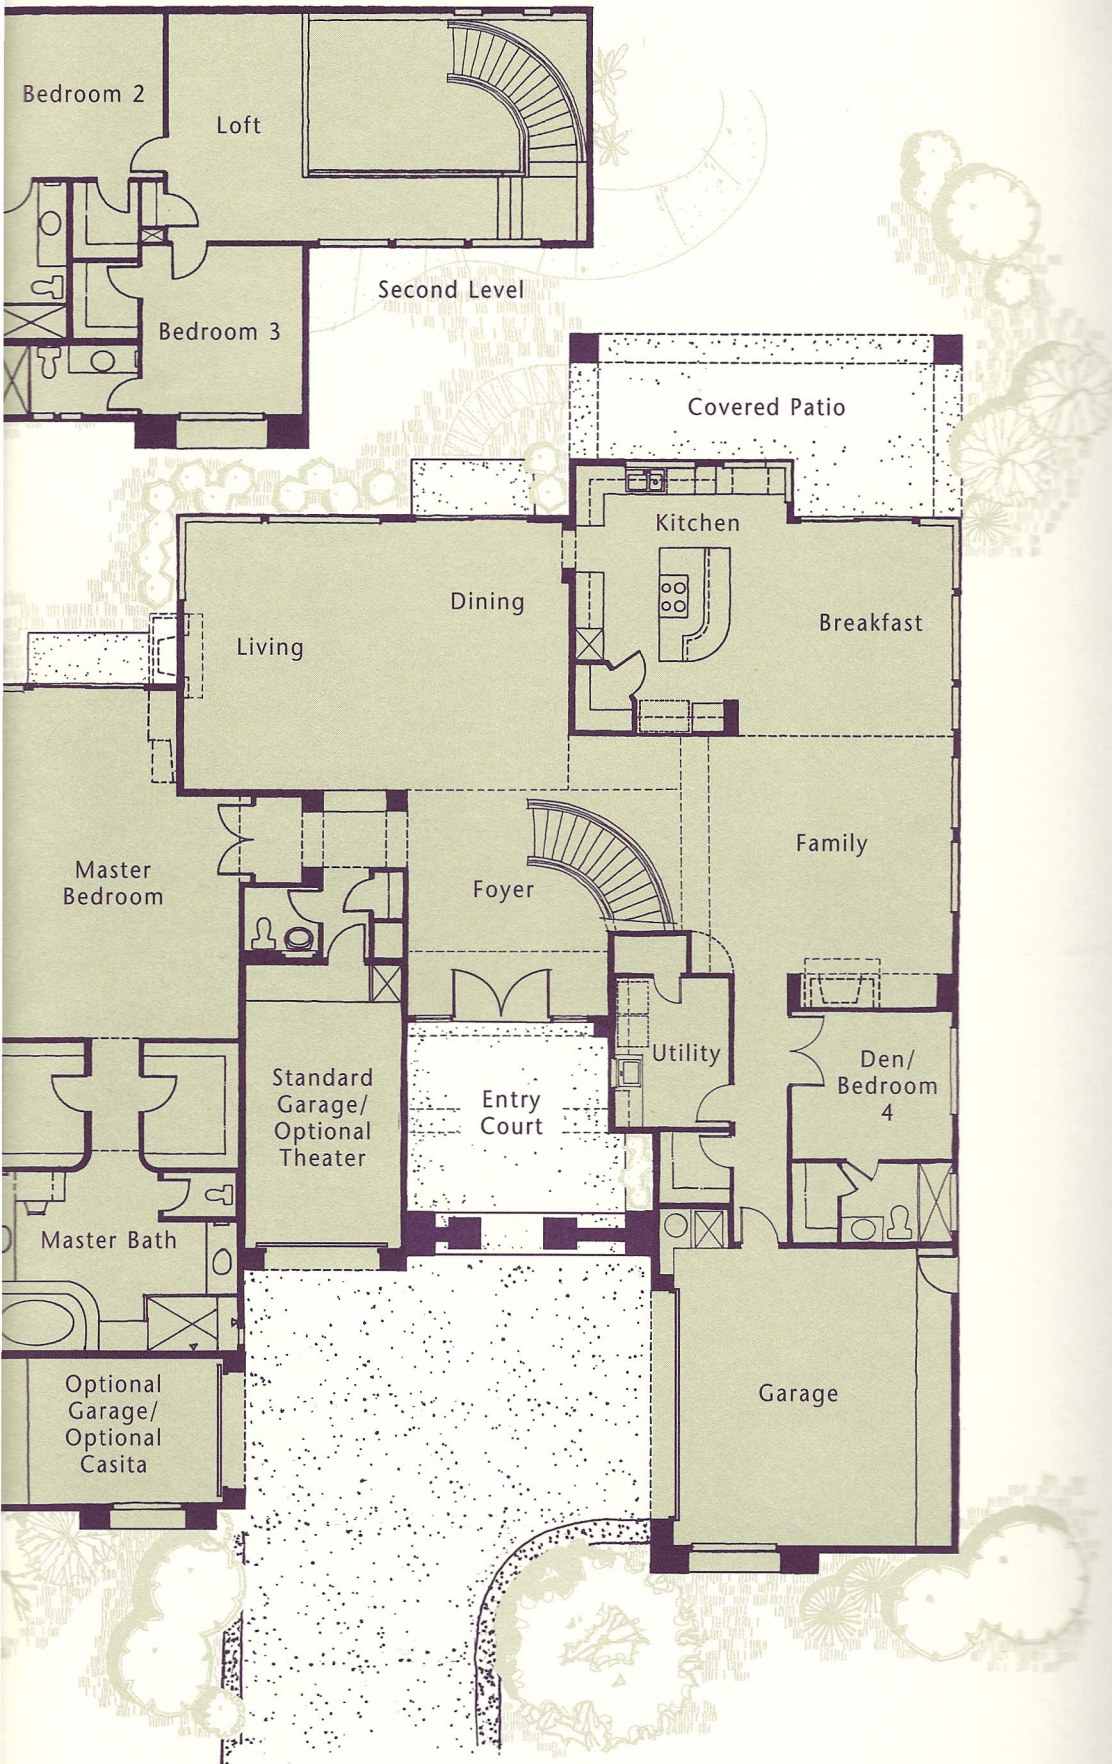 Bedroom 2
Loft
Second Level
Bedroom 3
Covered Patio
Kitchen
Dining
Breakfast
Living
Family
Master
Bedroom
Foyer
Utility
Den/
Bedroom
4
Standard
Garage/
Optional
Theater
Entry
Court
Master Bath
Optional
Garage/
Optional
Casita
Garage